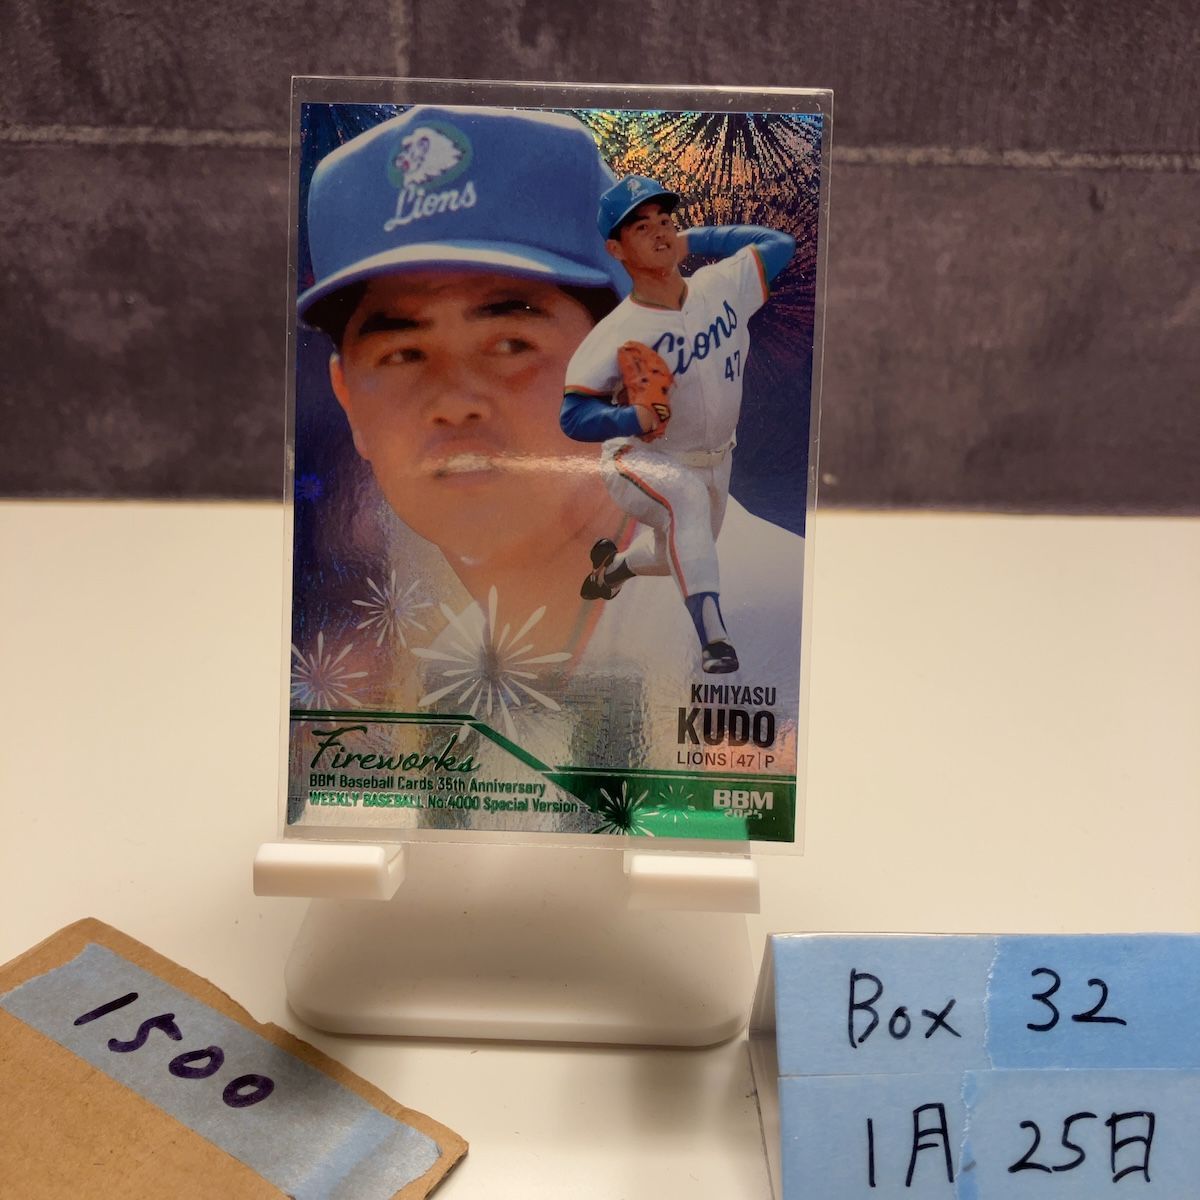 Lions
Lions
47
KIMIYASU
KUDO
LIONS|47|P
Fireworks
BBM Baseball Cards 35th Anniversary
WEEKLY BASEBALL No.4000 Special Version
BBM
2025
1500
Box 32
1月25日